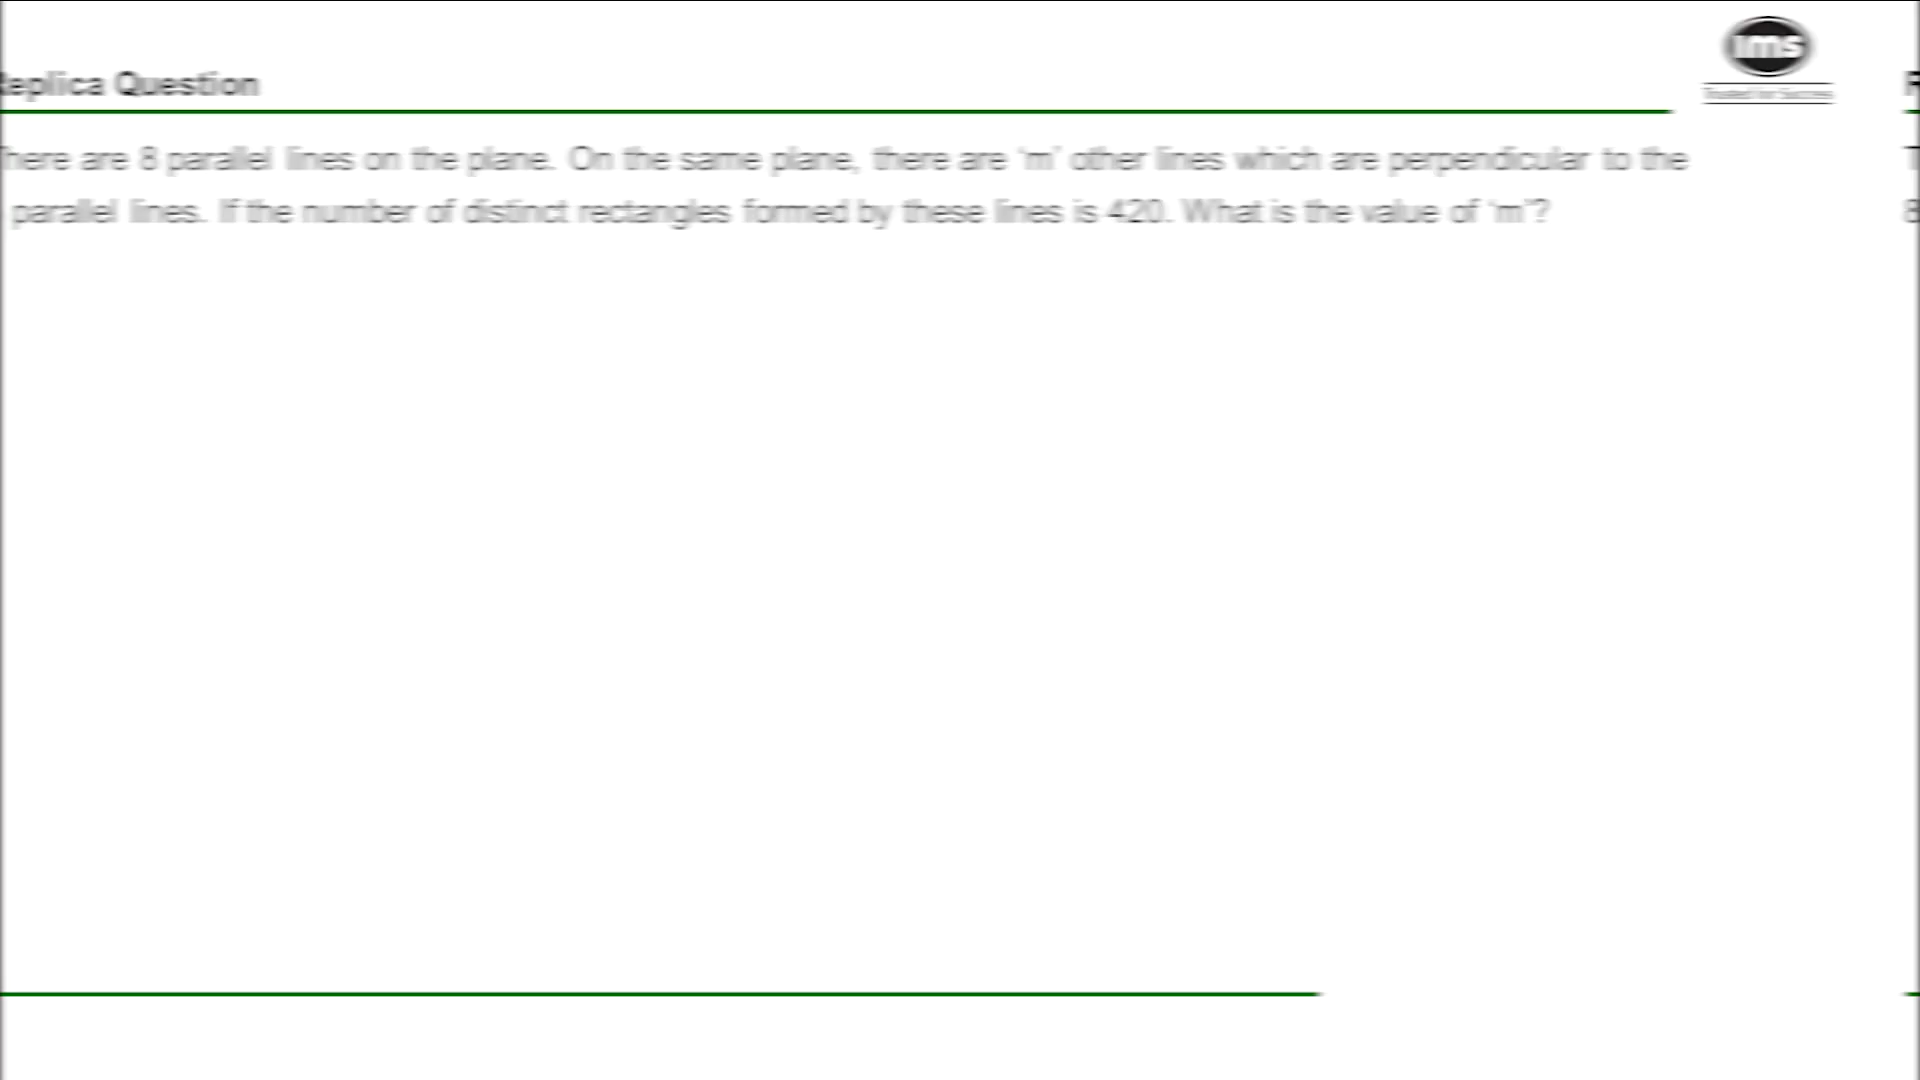 ims
eplica Question
here are 8 parallel lines on the plane. On the same plane, there are ‘m’ other lines which are perpendicular to the
parallel lines. If the number of distinct rectangles formed by these lines is 420. What is the value of ‘m’?